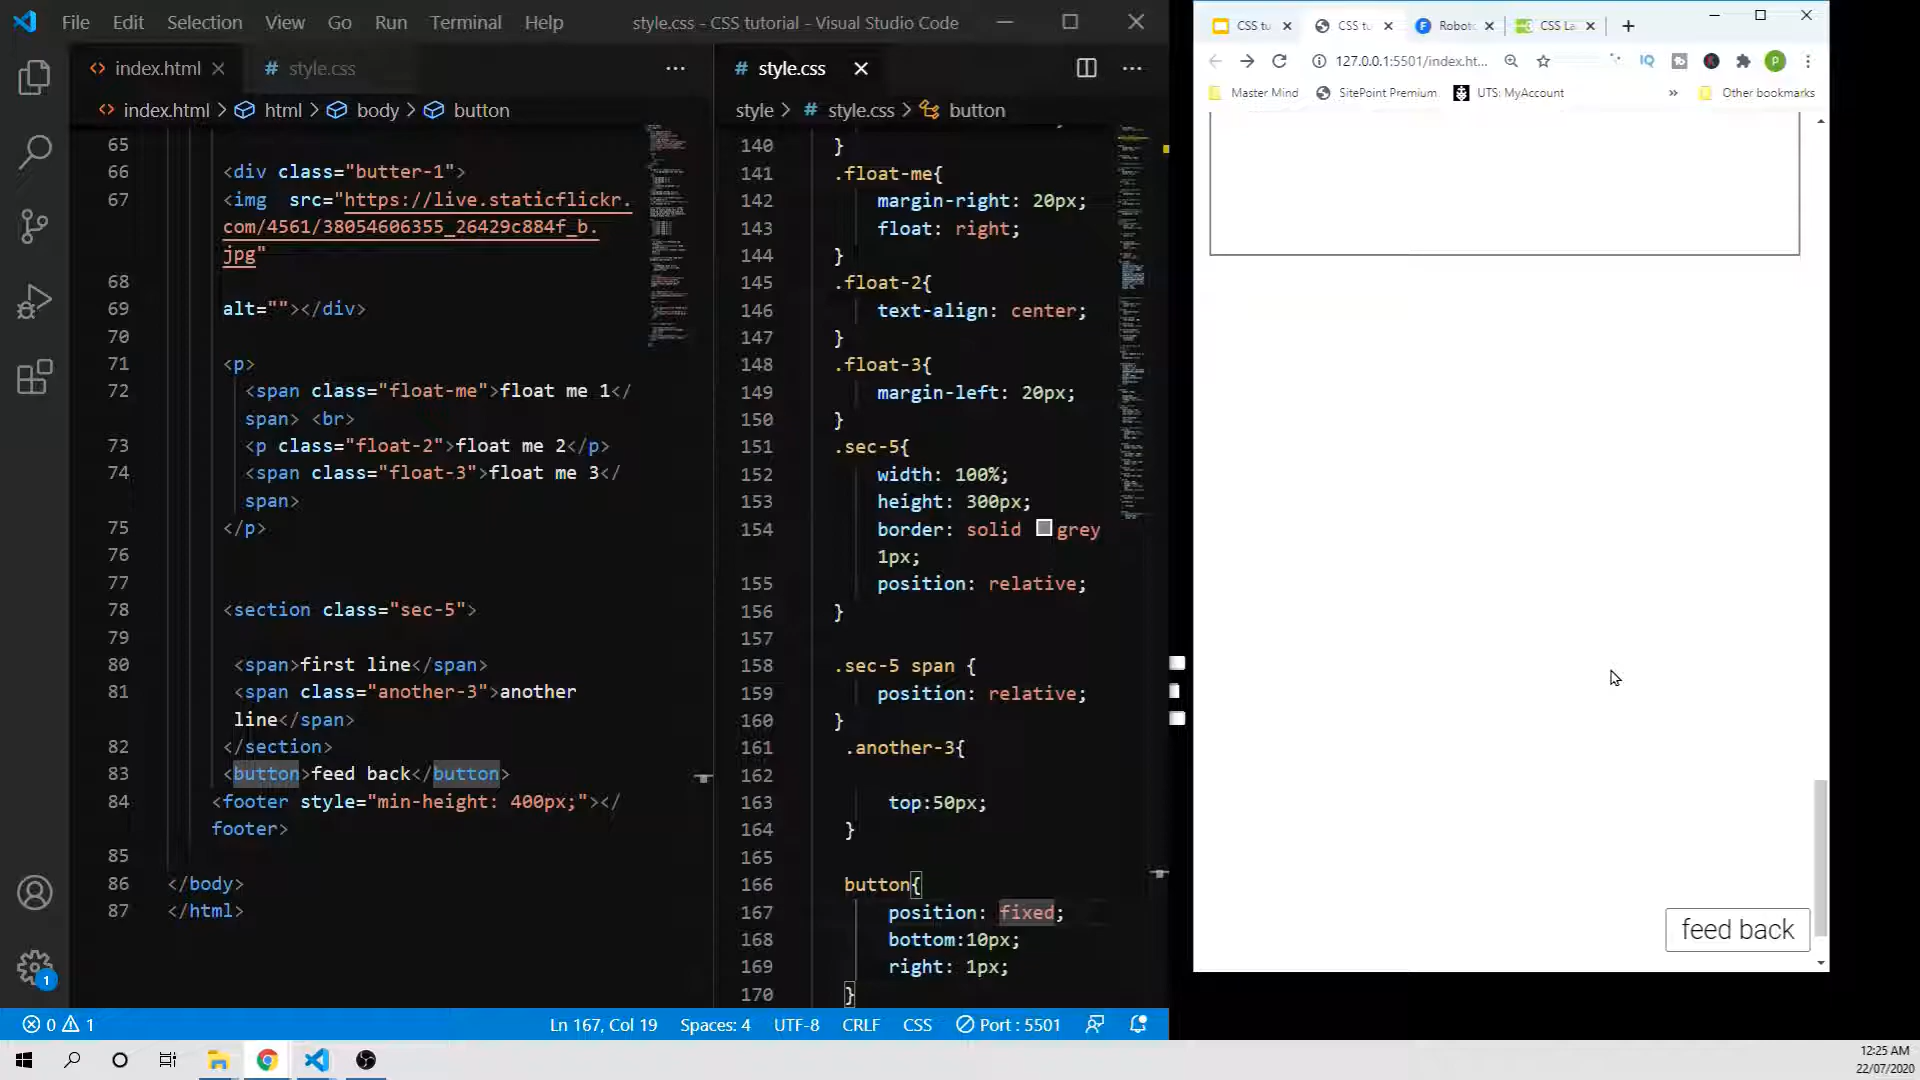 File Edit Selection View Go Run Terminal Help style.css - CSS tutorial - Visual Studio Code
index.html style.css
index.html > html > body > button
65
66 <div class="butter-1">
67 <img src="https://live.staticflickr.
com/4561/38054606355_26429c884f_b.
jpg"
68
69 alt=""></div>
70
71 <p>
72 <span class="float-me">float me 1</
span> <br>
73 <p class="float-2">float me 2</p>
74 <span class="float-3">float me 3</
span>
75 </p>
76
77
78 <section class="sec-5">
79
80 <span>first line</span>
81 <span class="another-3">another
line</span>
82 </section>
83 <button>feed back</button>
84 <footer style="min-height: 400px;"></
footer>
85
86 </body>
87 </html>
style.css
style > style.css > button
140 }
141 .float-me{
142 margin-right: 20px;
143 float: right;
144 }
145 .float-2{
146 text-align: center;
147 }
148 .float-3{
149 margin-left: 20px;
150 }
151 .sec-5{
152 width: 100%;
153 height: 300px;
154 border: solid grey
1px;
155 position: relative;
156 }
157
158 .sec-5 span {
159 position: relative;
160 }
161 .another-3{
162
163 top:50px;
164 }
165
166 button{
167 position: fixed;
168 bottom:10px;
169 right: 1px;
170 }
0 1 Ln 167, Col 19 Spaces: 4 UTF-8 CRLF CSS Port : 5501
1
CSS tu CSS tu Roboto CSS La
127.0.0.1:5501/index.ht...
IQ
P
Master Mind SitePoint Premium UTS: MyAccount » Other bookmarks
feed back
12:25 AM
22/07/2020